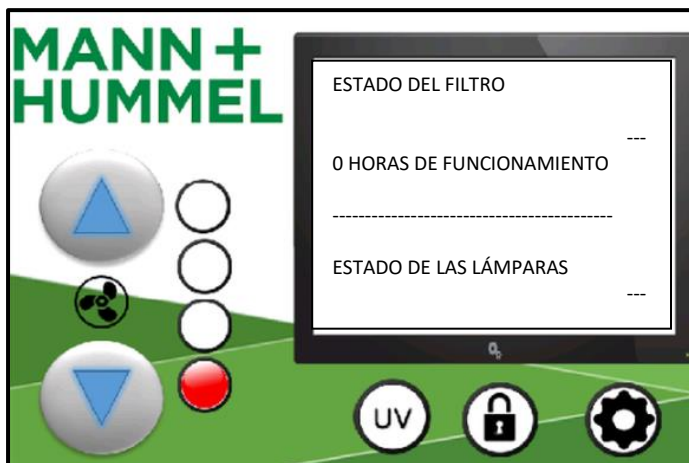 MANN+
HUMMEL
ESTADO DEL FILTRO
---
0 HORAS DE FUNCIONAMIENTO
-------------------------------------------
ESTADO DE LAS LÁMPARAS
---
UV